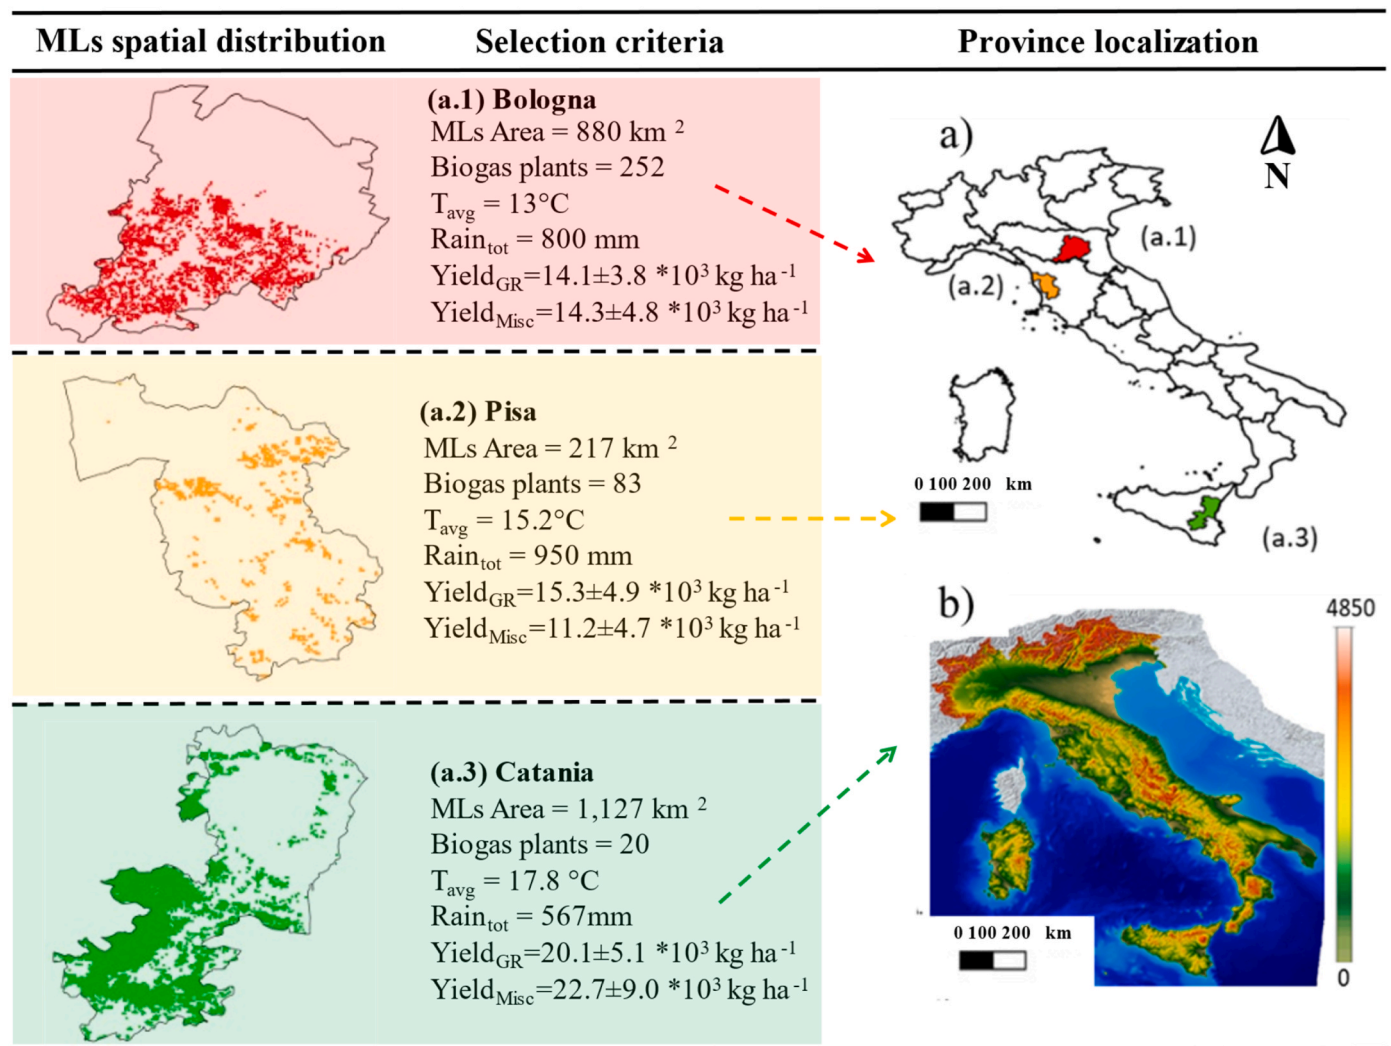 MLs spatial distribution
Selection criteria
Province localization
(a.1) Bologna
MLs Area = 880 km ²
Biogas plants = 252
Tavg = 13°C
Raintot = 800 mm
YieldGR=14.1±3.8 *10³ kg ha⁻¹
YieldMisc=14.3±4.8 *10³ kg ha⁻¹
(a.2) Pisa
MLs Area = 217 km ²
Biogas plants = 83
Tavg = 15.2°C
Raintot = 950 mm
YieldGR=15.3±4.9 *10³ kg ha⁻¹
YieldMisc=11.2±4.7 *10³ kg ha⁻¹
(a.3) Catania
MLs Area = 1,127 km ²
Biogas plants = 20
Tavg = 17.8 °C
Raintot = 567mm
YieldGR=20.1±5.1 *10³ kg ha⁻¹
YieldMisc=22.7±9.0 *10³ kg ha⁻¹
a)
N
(a.1)
(a.2)
0 100 200 km
(a.3)
b)
4850
0 100 200 km
0